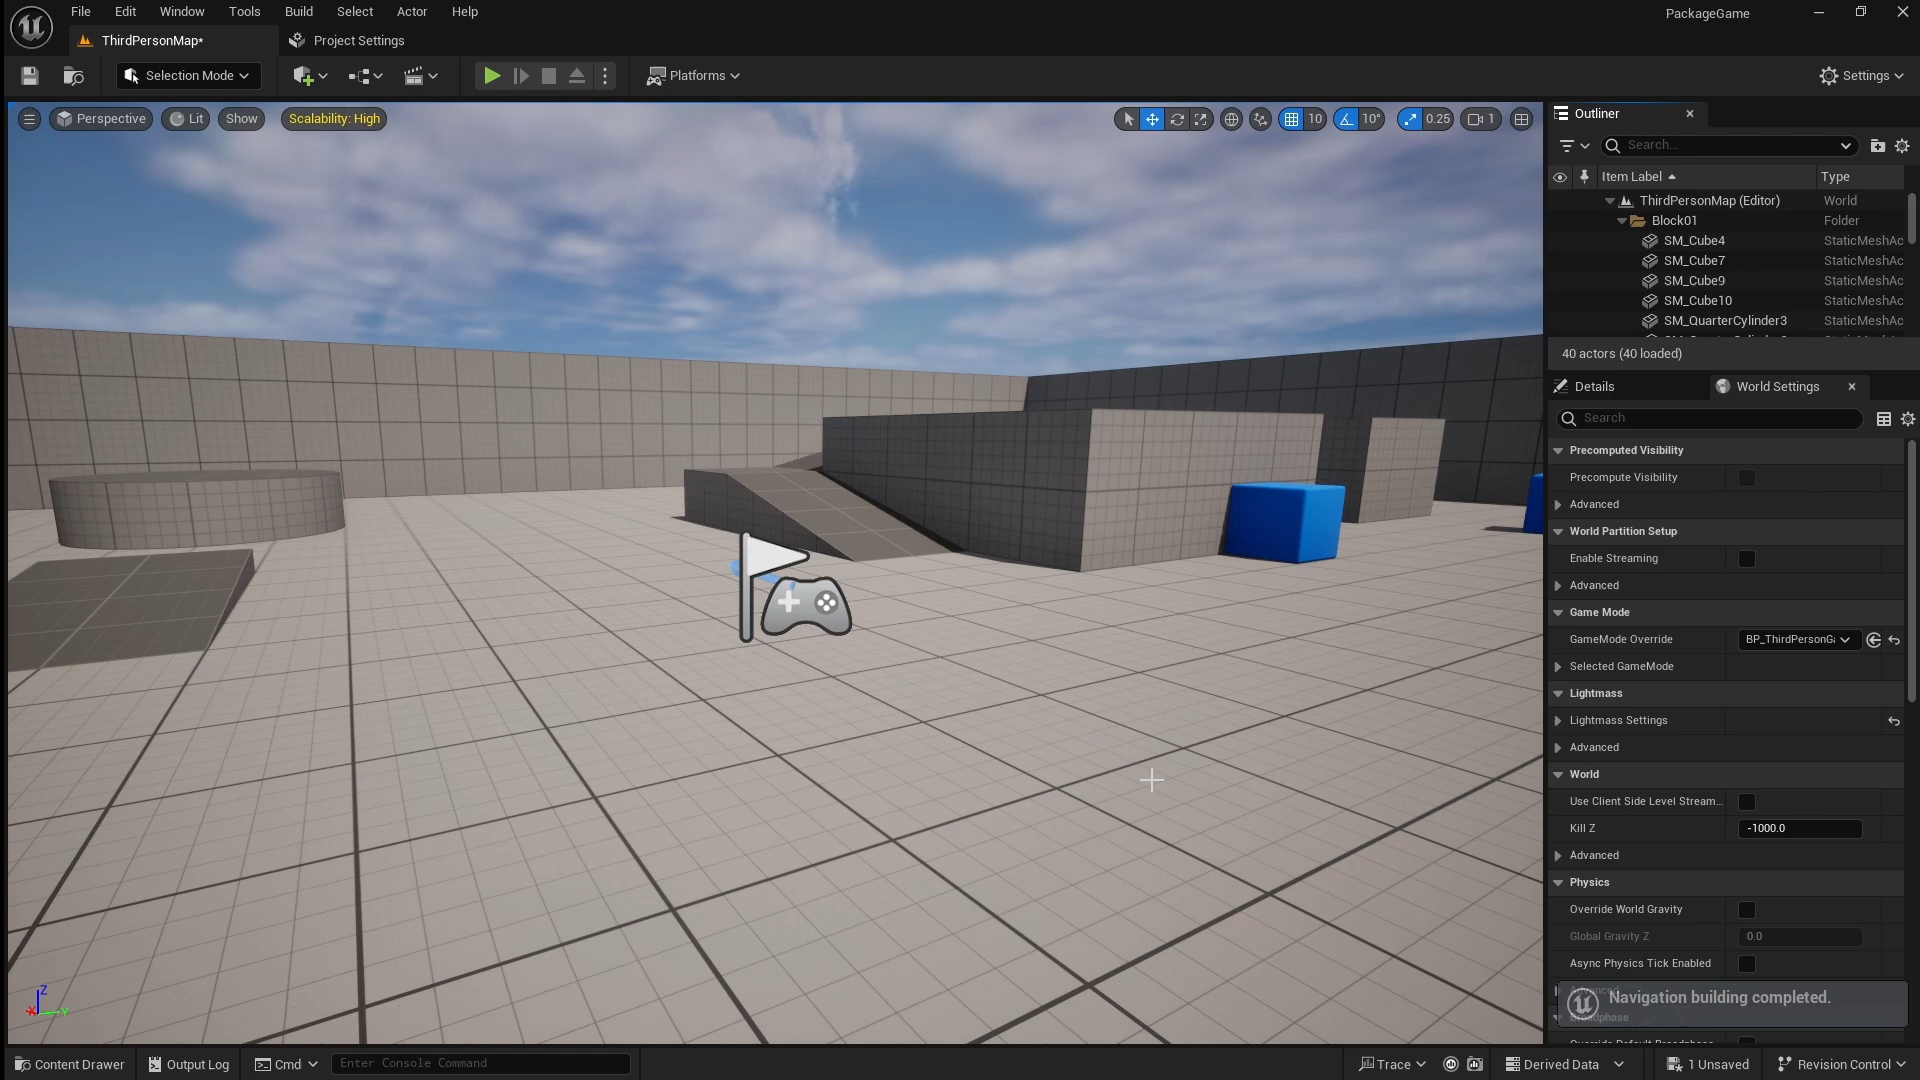 File Edit Window Tools Build Select Actor Help
PackageGame
ThirdPersonMap*
Project Settings
Selection Mode
Platforms
Settings
Perspective
Lit
Show
Scalability: High
10
10°
0.25
1
Outliner
Search...
Item Label
Type
ThirdPersonMap (Editor) World
Block01 Folder
SM_Cube4 StaticMeshAc
SM_Cube7 StaticMeshAc
SM_Cube9 StaticMeshAc
SM_Cube10 StaticMeshAc
SM_QuarterCylinder3 StaticMeshAc
40 actors (40 loaded)
Details
World Settings
Search
Precomputed Visibility
Precompute Visibility
Advanced
World Partition Setup
Enable Streaming
Advanced
Game Mode
GameMode Override BP_ThirdPersonGa
Selected GameMode
Lightmass
Lightmass Settings
Advanced
World
Use Client Side Level Stream...
Kill Z -1000.0
Advanced
Physics
Override World Gravity
Global Gravity Z 0.0
Async Physics Tick Enabled
Advanced
Navigation building completed.
Broadphase
X Y Z
Content Drawer
Output Log
Cmd
Enter Console Command
Trace
Derived Data
1 Unsaved
Revision Control